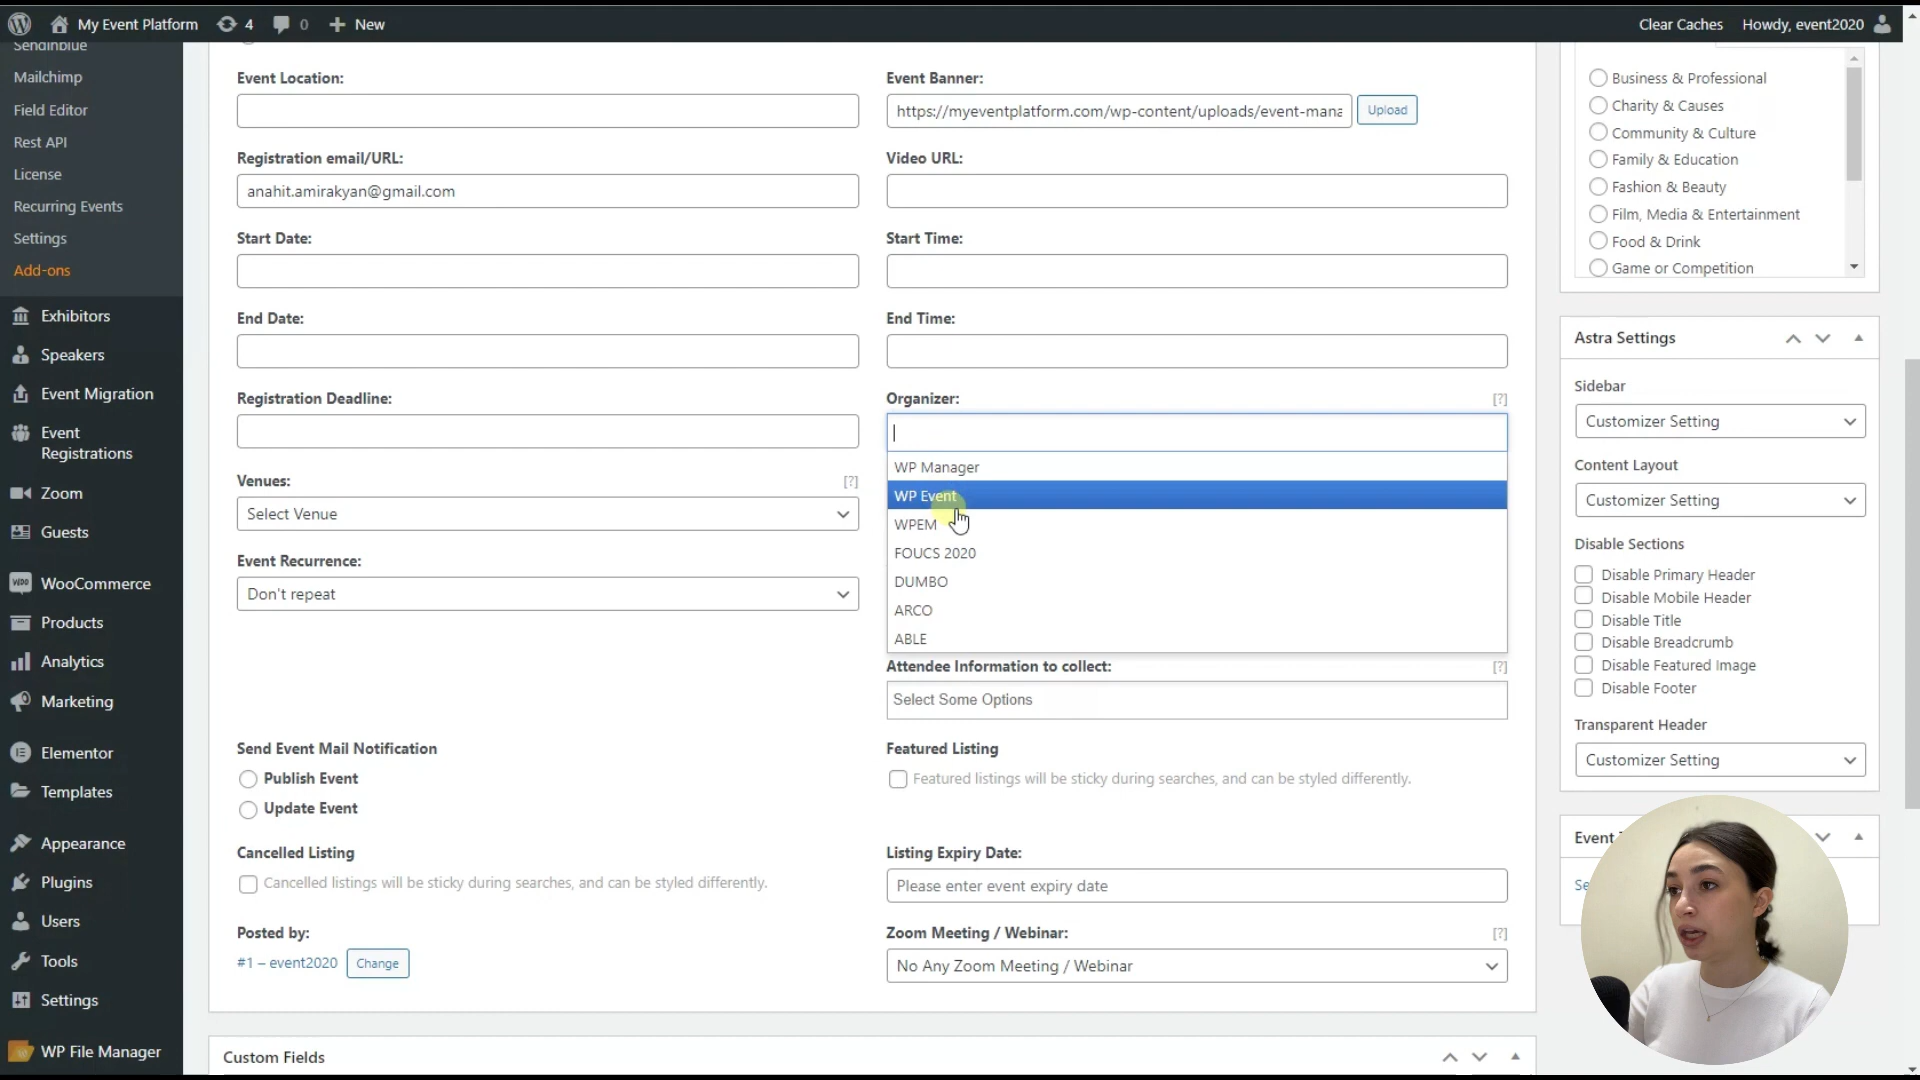 My Event Platform
4
0
New
Clear Caches
Howdy, event2020
Sendinblue
Mailchimp
Field Editor
Rest API
License
Recurring Events
Settings
Add-ons
Exhibitors
Speakers
Event Migration
Event
Registrations
Zoom
Guests
WooCommerce
Products
Analytics
Marketing
Elementor
Templates
Appearance
Plugins
Users
Tools
Settings
WP File Manager
Event Location:
Event Banner:
https://myeventplatform.com/wp-content/uploads/event-mana
Upload
Registration email/URL:
anahit.amirakyan@gmail.com
Video URL:
Start Date:
Start Time:
End Date:
End Time:
Registration Deadline:
Organizer:
[?]
WP Manager
WP Event
WPEM
FOUCS 2020
DUMBO
ARCO
ABLE
Venues:
[?]
Select Venue
Event Recurrence:
Don't repeat
Attendee Information to collect:
[?]
Select Some Options
Send Event Mail Notification
Publish Event
Update Event
Featured Listing
Featured listings will be sticky during searches, and can be styled differently.
Cancelled Listing
Cancelled listings will be sticky during searches, and can be styled differently.
Listing Expiry Date:
Please enter event expiry date
Posted by:
#1 – event2020
Change
Zoom Meeting / Webinar:
[?]
No Any Zoom Meeting / Webinar
Custom Fields
Business & Professional
Charity & Causes
Community & Culture
Family & Education
Fashion & Beauty
Film, Media & Entertainment
Food & Drink
Game or Competition
Astra Settings
Sidebar
Customizer Setting
Content Layout
Customizer Setting
Disable Sections
Disable Primary Header
Disable Mobile Header
Disable Title
Disable Breadcrumb
Disable Featured Image
Disable Footer
Transparent Header
Customizer Setting
Event